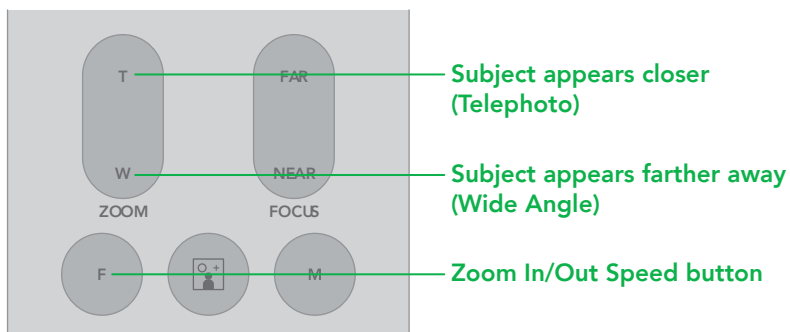 T
FAR
Subject appears closer
(Telephoto)
W
NEAR
Subject appears farther away
(Wide Angle)
ZOOM
FOCUS
F
M
Zoom In/Out Speed button